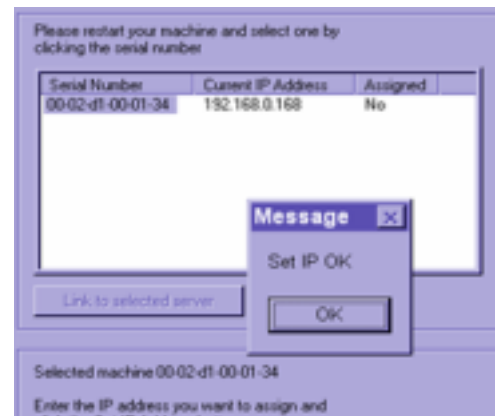 Please restart your machine and select one by
clicking the serial number
Serial Number Current IP Address Assigned
00-02-d1-00-01-34 192.168.0.168 No
Message
Set IP OK
OK
Link to selected server
Selected machine 00-02-d1-00-01-34
Enter the IP address you want to assign and